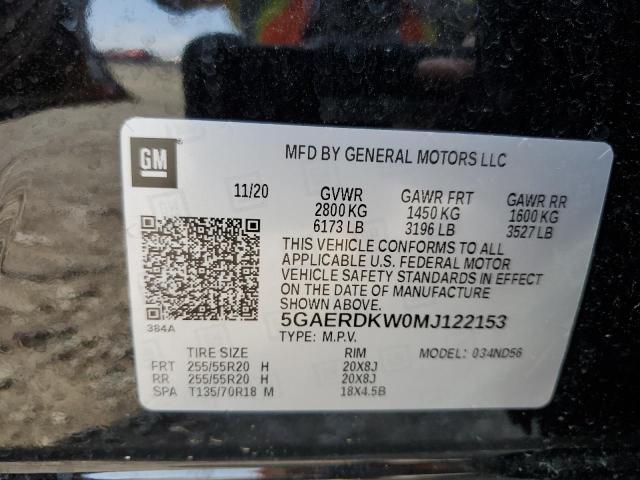 GM
MFD BY GENERAL MOTORS LLC
11/20 GVWR GAWR FRT GAWR RR
2800 KG 1450 KG 1600 KG
6173 LB 3196 LB 3527 LB
THIS VEHICLE CONFORMS TO ALL
APPLICABLE U.S. FEDERAL MOTOR
VEHICLE SAFETY STANDARDS IN EFFECT
ON THE DATE OF MANUFACTURE
SHOWN ABOVE.
384A
5GAERDKW0MJ122153
TYPE: M.P.V. MODEL: 034ND56
TIRE SIZE RIM
FRT 255/55R20 H 20X8J
RR 255/55R20 H 20X8J
SPA T135/70R18 M 18X4.5B